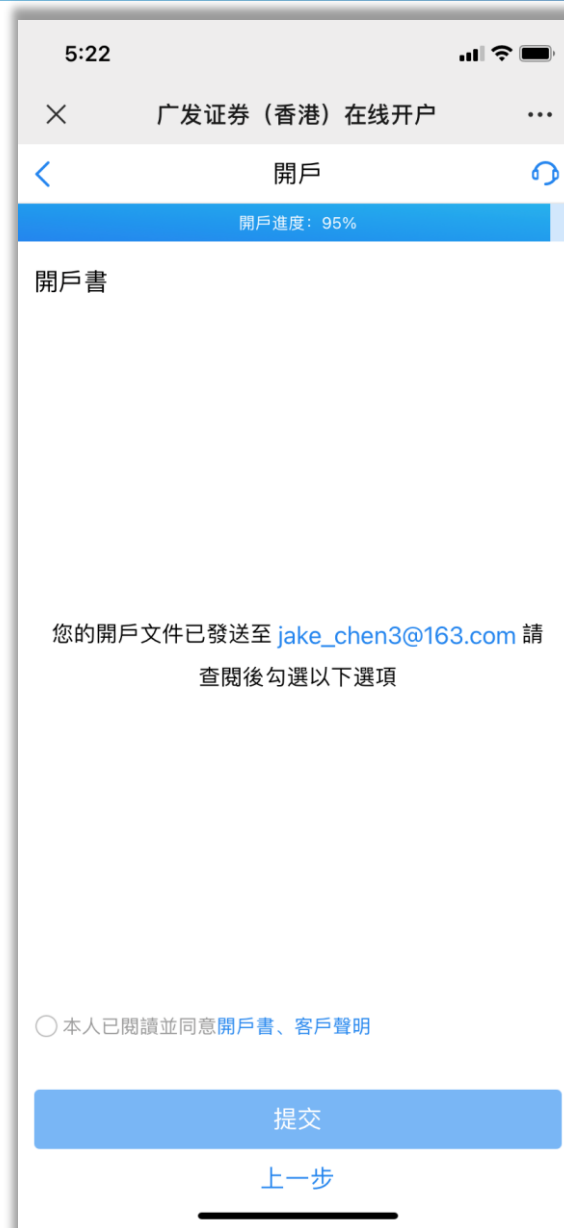 5:22
广发证券（香港）在线开户
開戶
開戶進度：95%
開戶書
您的開戶文件已發送至 jake_chen3@163.com 請
查閱後勾選以下選項
本人已閱讀並同意開戶書、客戶聲明
提交
上一步